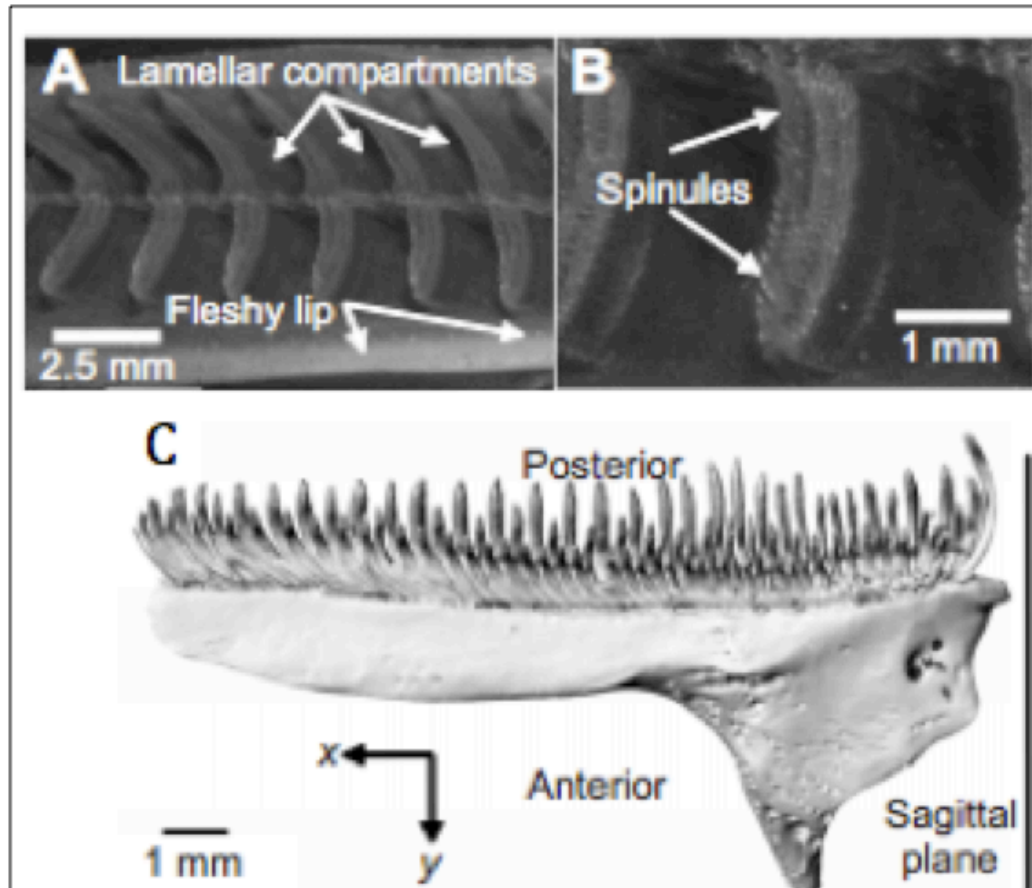 A
Lamellar compartments
Fleshy lip
2.5 mm
B
Spinules
1 mm
C
Posterior
x
y
Anterior
1 mm
Sagittal
plane